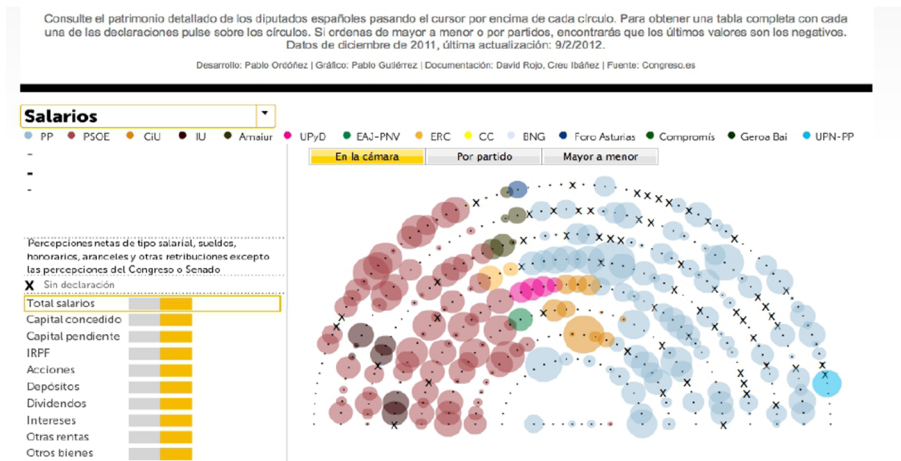 Consulte el patrimonio detallado de los diputados españoles pasando el cursor por encima de cada círculo. Para obtener una tabla completa con cada
una de las declaraciones pulse sobre los círculos. Si ordenas de mayor a menor o por partidos, encontrarás que los últimos valores son los negativos.
Datos de diciembre de 2011, última actualización: 9/2/2012.
Desarrollo: Pablo Ordóñez | Gráfico: Pablo Gutiérrez | Documentación: David Rojo, Creu Ibáñez | Fuente: Congreso.es
Salarios
PP PSOE CiU IU Amaiur UPyD EAJ-PNV ERC CC BNG Foro Asturias Compromís Geroa Bai UPN-PP
En la cámara Por partido Mayor a menor
Percepciones netas de tipo salarial, sueldos,
honorarios, aranceles y otras retribuciones excepto
las percepciones del Congreso o Senado
X Sin declaración
Total salarios
Capital concedido
Capital pendiente
IRPF
Acciones
Depósitos
Dividendos
Intereses
Otras rentas
Otros bienes